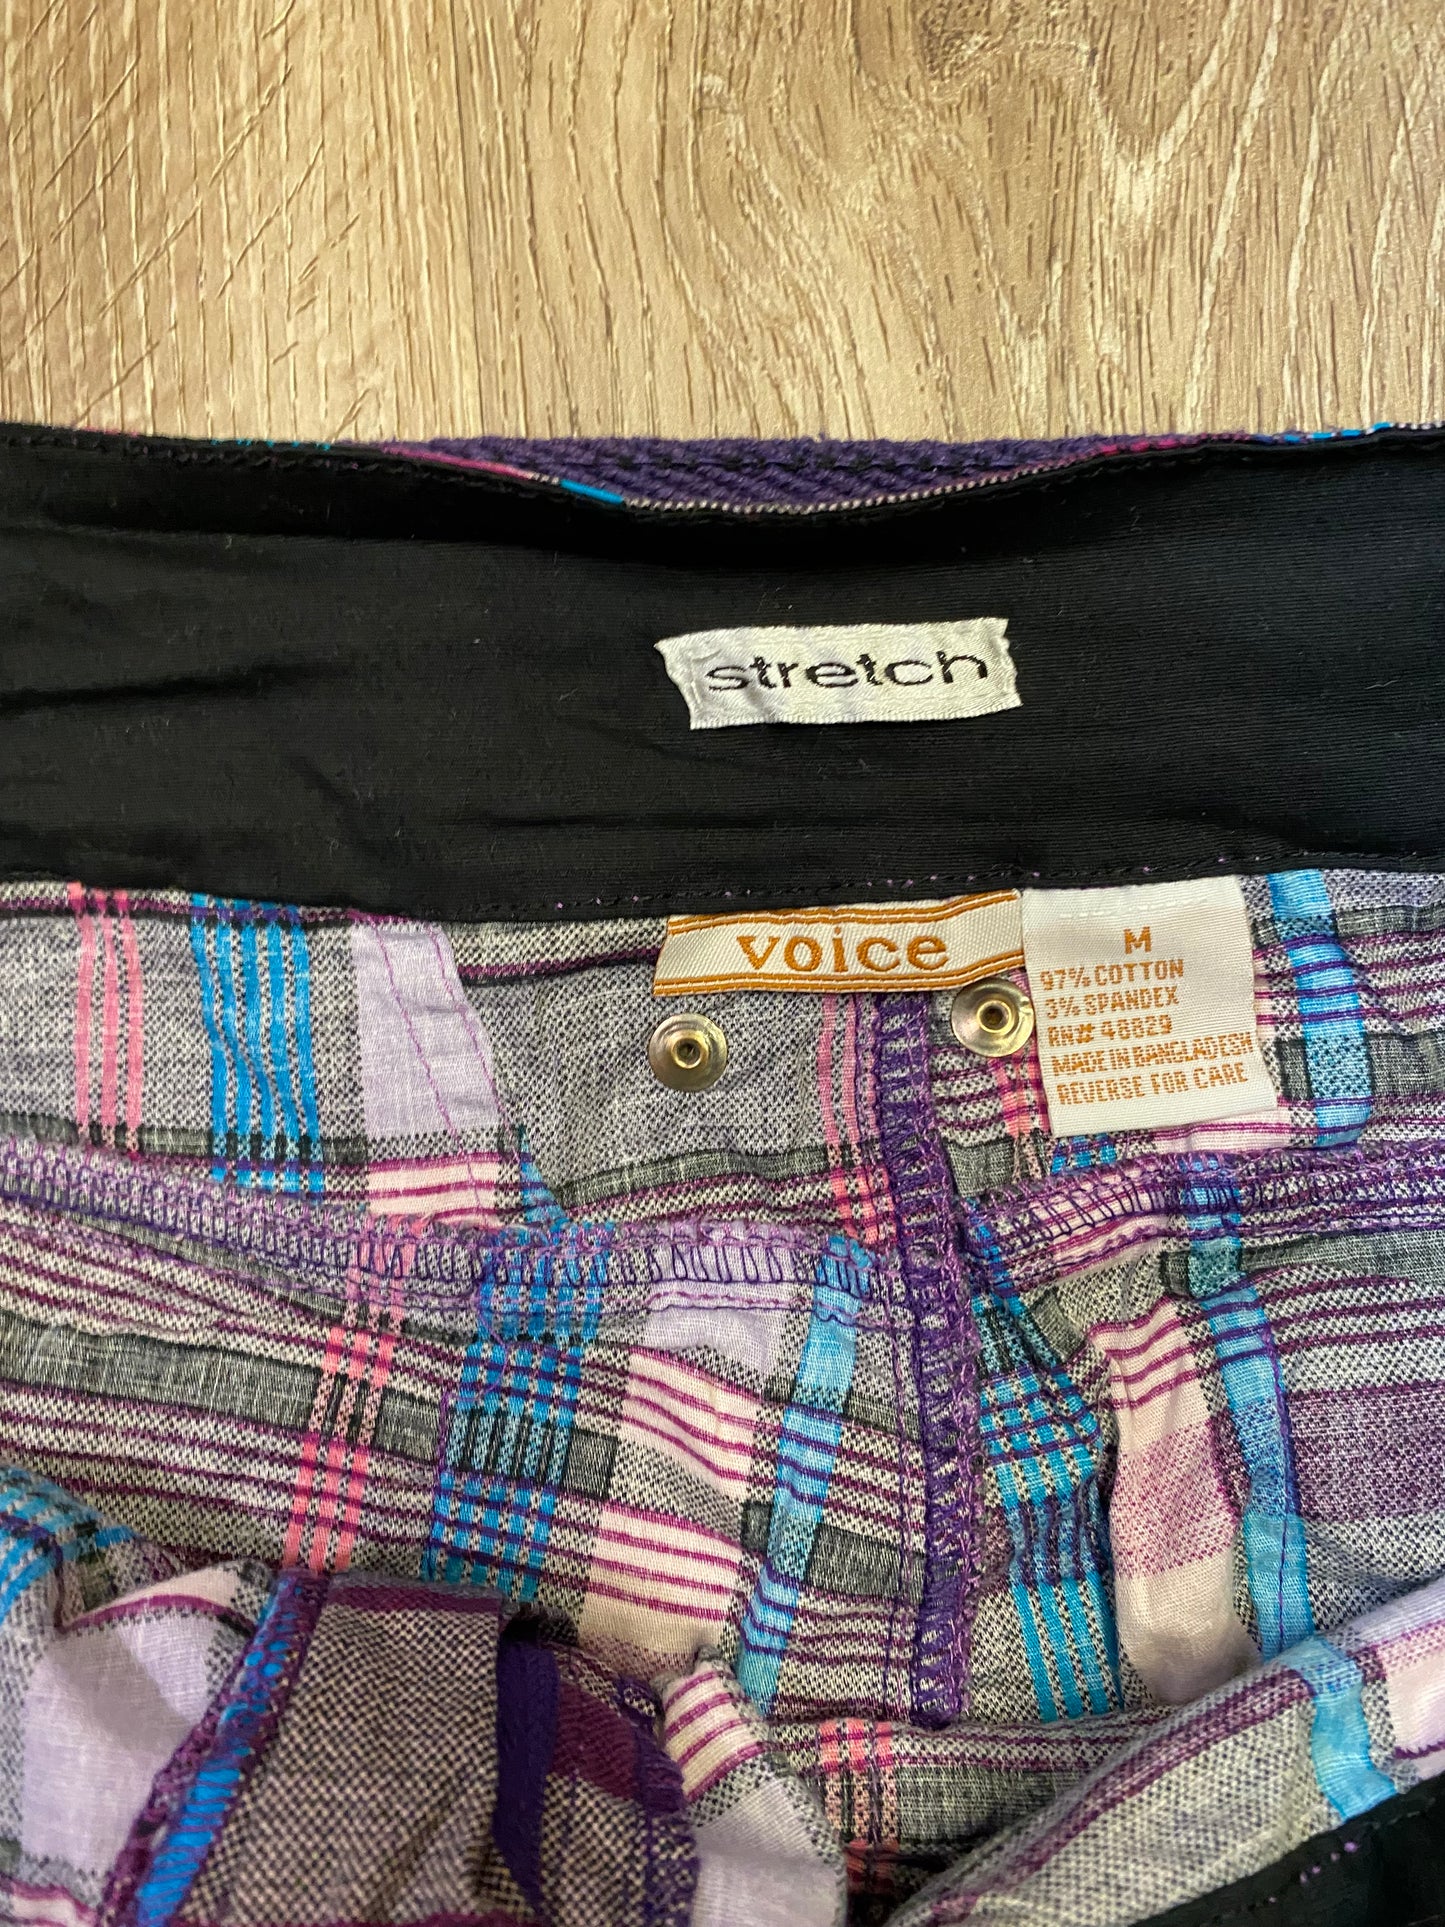 stretch
voice
M
97% COTTON
3% SPANDEX
RN# 48829
MADE IN BANGLADESH
REVERSE FOR CARE